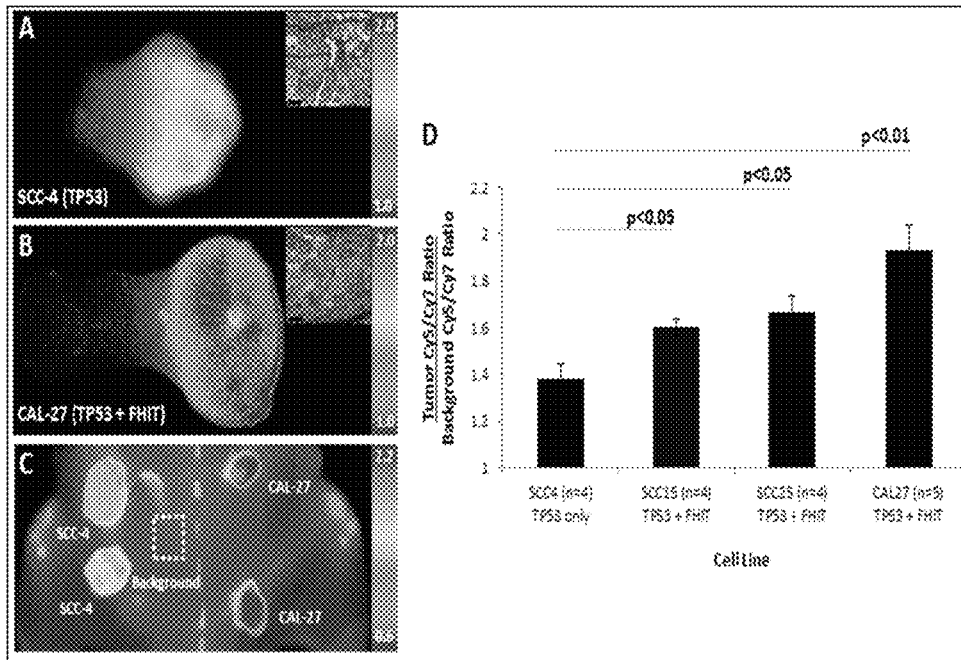 A
SCC-4 (TP53)
B
CAL-27 (TP53 + FHIT)
C
CAL-27
SCC-4
Background
SCC-4
CAL-27
D
p<0.01
p<0.05
p<0.05
Tumor Cy5/Cy7 Ratio
Background Cy5/Cy7 Ratio
2.2
2
1.8
1.6
1.4
1.2
1
SCC4 (n=4)
TP53 only
SCC15 (n=4)
TP53 + FHIT
SCC25 (n=4)
TP53 + FHIT
CAL27 (n=5)
TP53 + FHIT
Cell Line